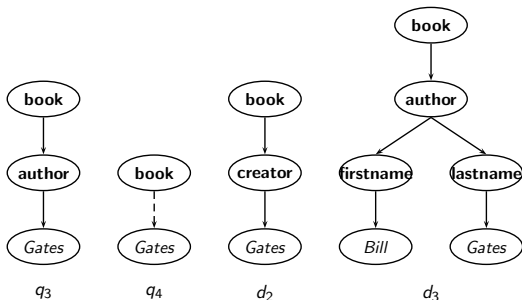 book
book book author
author book creator firstname lastname
Gates Gates Gates Bill Gates
q3 q4 d2 d3